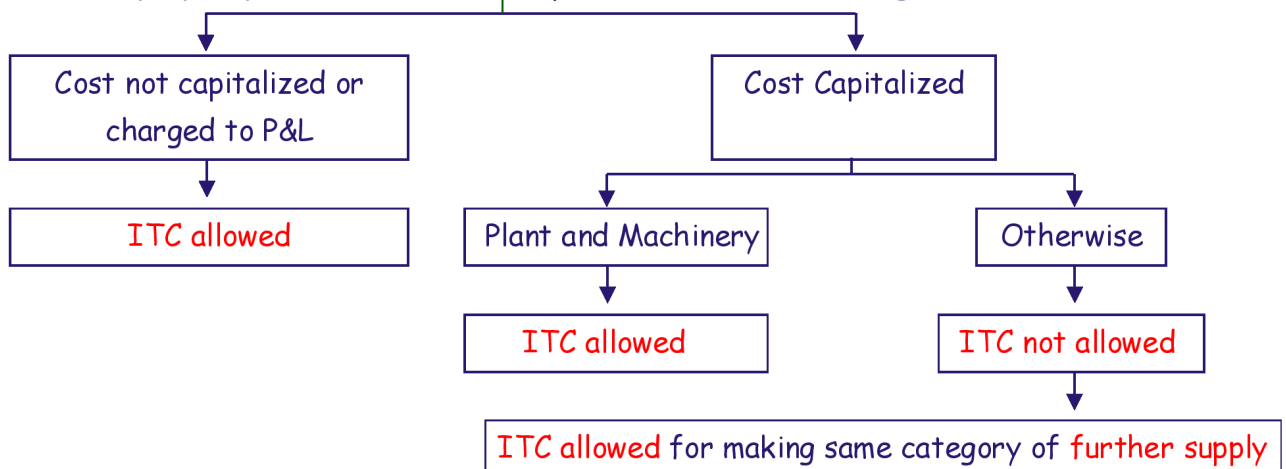 Cost not capitalized or
charged to P&L
Cost Capitalized
ITC allowed
Plant and Machinery
Otherwise
ITC allowed
ITC not allowed
ITC allowed for making same category of further supply